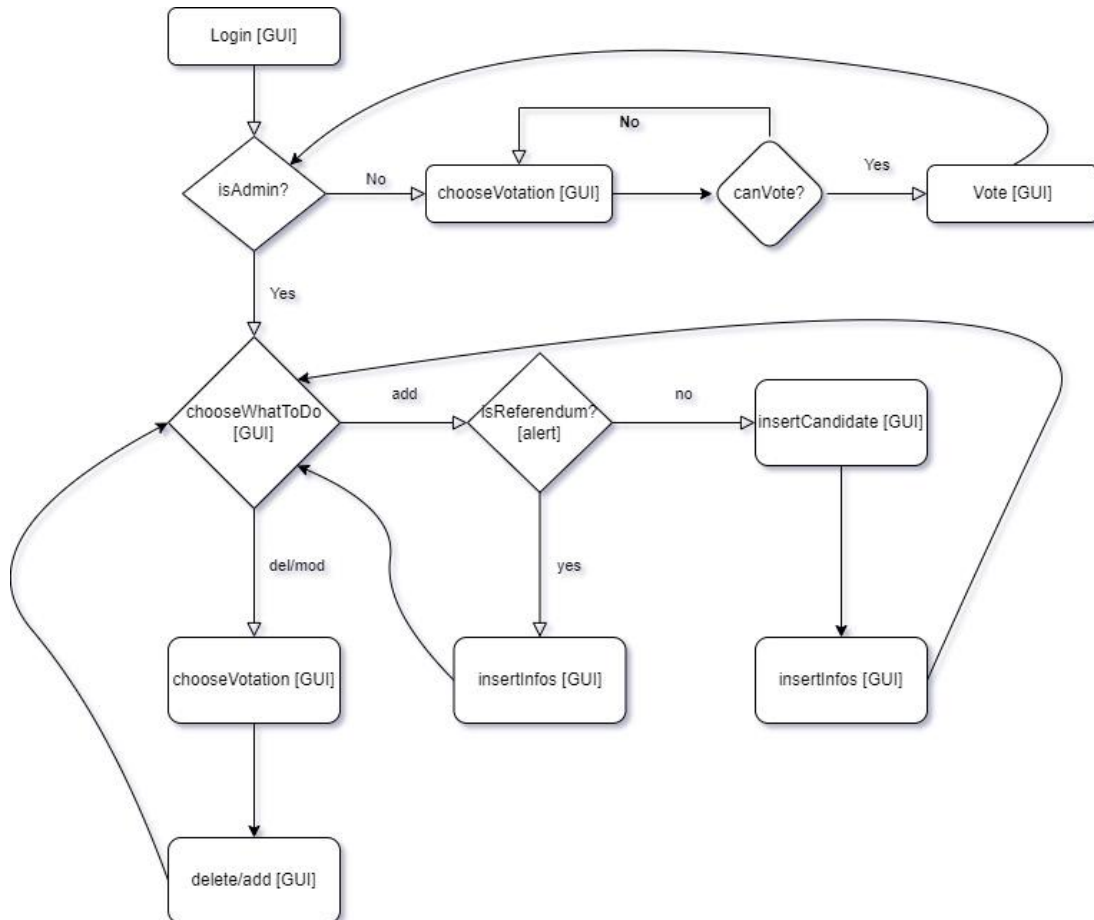 Login [GUI]
No
isAdmin?
No
chooseVotation [GUI]
canVote?
Yes
Vote [GUI]
Yes
chooseWhatToDo
[GUI]
add
isReferendum?
[alert]
no
insertCandidate [GUI]
del/mod
yes
chooseVotation [GUI]
insertInfos [GUI]
insertInfos [GUI]
delete/add [GUI]